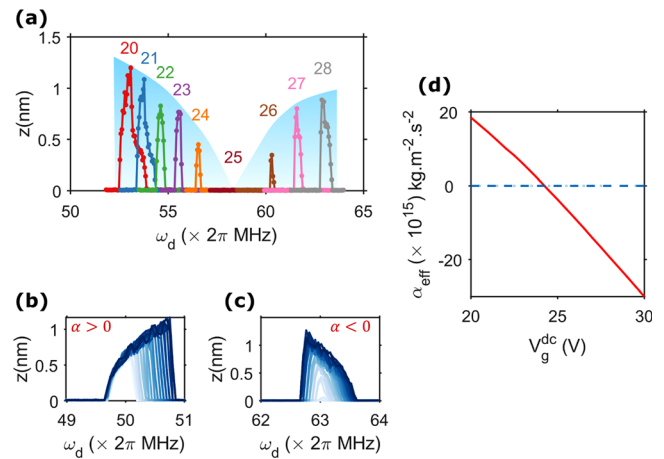 (a)
z(nm)
1.5
1
0.5
0
20
21
22
23
24
25
26
27
28
50
55
60
65
ω_d (× 2π MHz)
(b)
α > 0
z(nm)
1
0.5
0
49
50
51
ω_d (× 2π MHz)
(c)
α < 0
z(nm)
1
0.5
0
62
63
64
ω_d (× 2π MHz)
(d)
α_eff (× 10^15) kg.m^-2.s^-2
20
0
-20
20
25
30
V_g^dc (V)